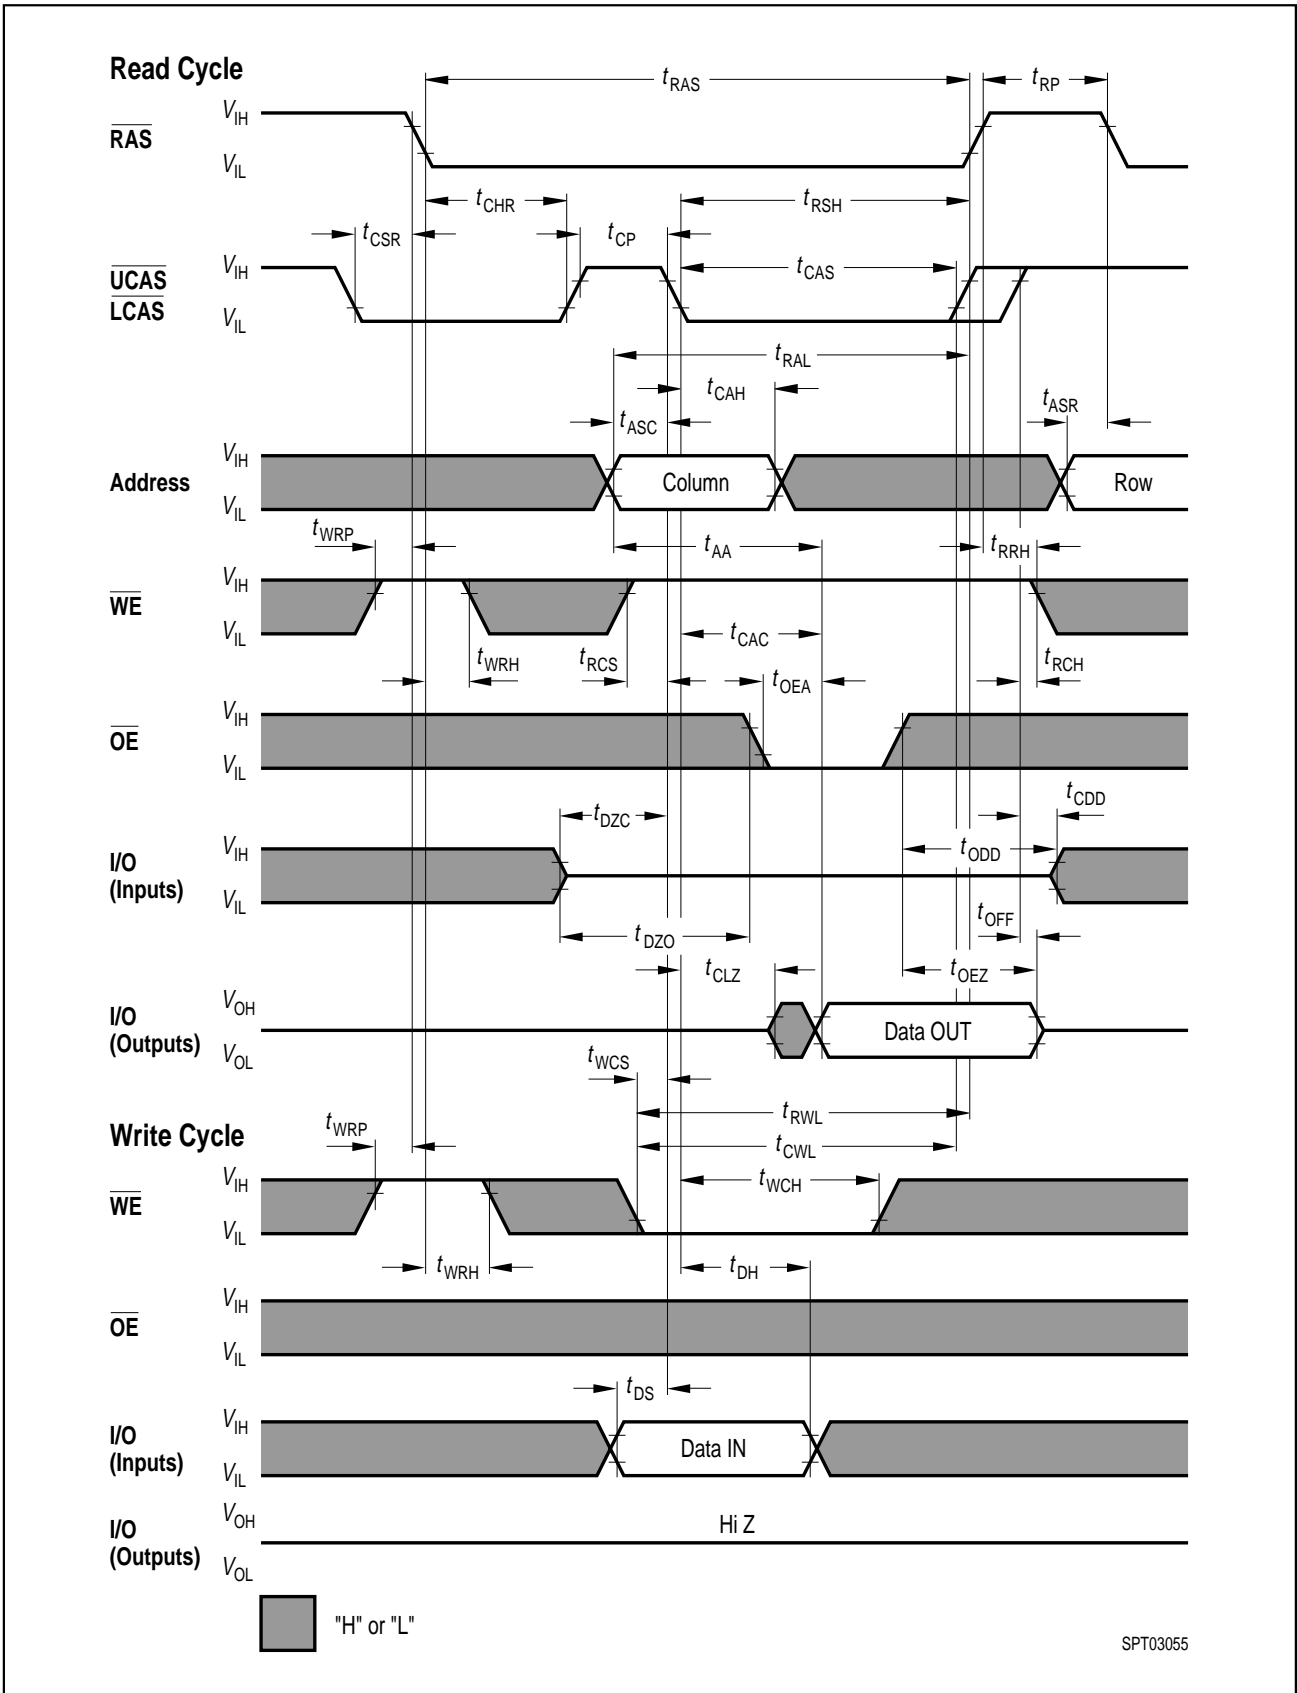 Read Cycle
tRAS
tRP
VIH
RAS
VIL
tCHR
tRSH
tCSR
tCP
VIH
UCAS
tCAS
LCAS
VIL
tRAL
tCAH
tASR
tASC
VIH
Address
Column
Row
VIL
tWRP
tAA
tRRH
VIH
WE
VIL
tCAC
tWRH
tRCS
tOEA
tRCH
VIH
OE
VIL
tCDD
tDZC
tODD
VIH
I/O
(Inputs)
VIL
tOFF
tDZO
tCLZ
tOEZ
VOH
I/O
(Outputs)
Data OUT
VOL
tWCS
tRWL
Write Cycle
tWRP
tCWL
VIH
tWCH
WE
VIL
tWRH
tDH
VIH
OE
VIL
tDS
VIH
I/O
(Inputs)
Data IN
VIL
VOH
Hi Z
I/O
(Outputs)
VOL
"H" or "L"
SPT03055